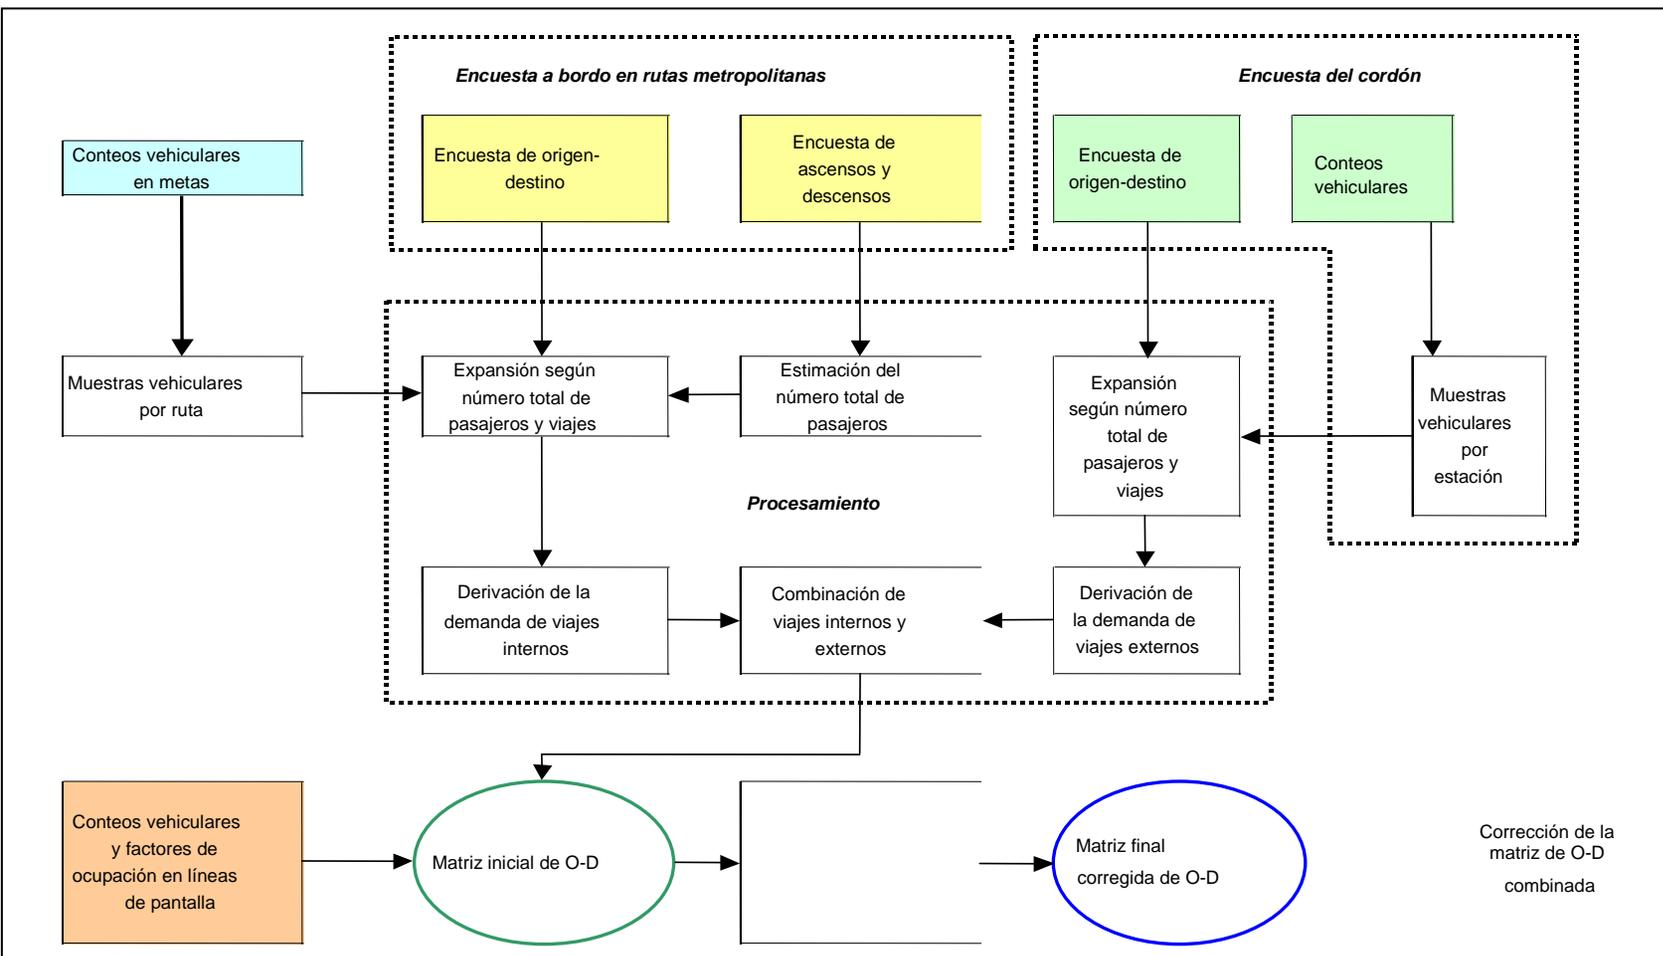 Encuesta a bordo en rutas metropolitanas
Encuesta del cordón
Conteos vehiculares
en metas
Encuesta de origen-
destino
Encuesta de
ascensos y
descensos
Encuesta de
origen-destino
Conteos
vehiculares
Muestras vehiculares
por ruta
Expansión según
número total de
pasajeros y viajes
Estimación del
número total de
pasajeros
Expansión
según número
total de
pasajeros y
viajes
Muestras
vehiculares
por
estación
Procesamiento
Derivación de la
demanda de viajes
internos
Combinación de
viajes internos y
externos
Derivación de
la demanda de
viajes externos
Conteos vehiculares
y factores de
ocupación en líneas
de pantalla
Matriz inicial de O-D
Matriz final
corregida de O-D
Corrección de la
matriz de O-D
combinada